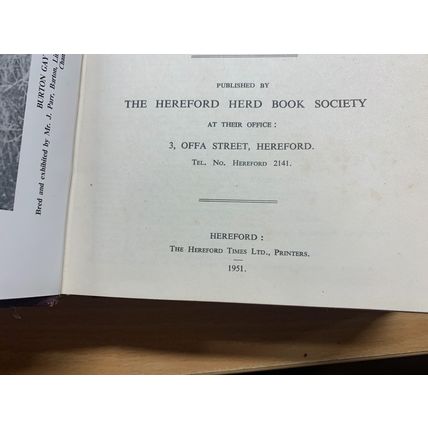 PUBLISHED BY
THE HEREFORD HERD BOOK SOCIETY
AT THEIR OFFICE:
3, OFFA STREET, HEREFORD.
TEL. NO. HEREFORD 2141.
HEREFORD:
THE HEREFORD TIMES LTD., PRINTERS.
1951.
BURTON GAY
Bred and exhibited by Mr. J. Parr, Burton,